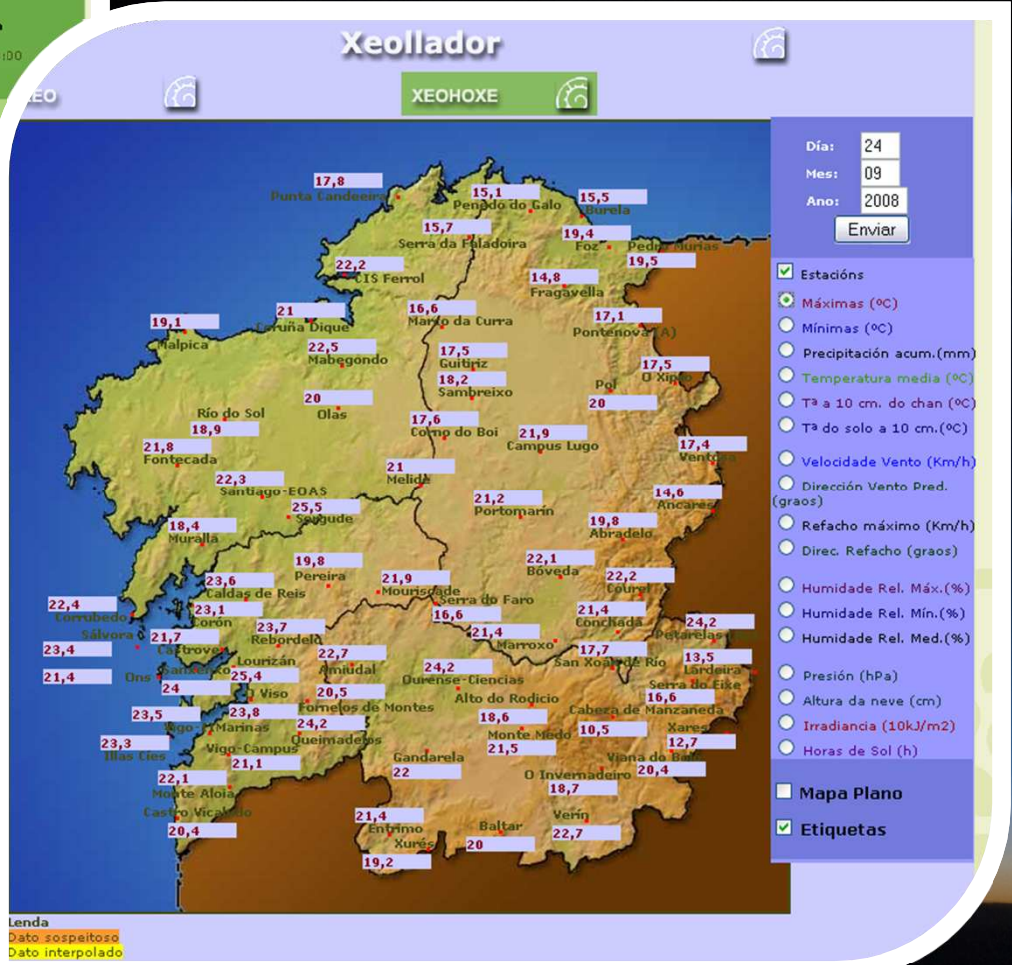 :00
Xeollador
EO
XEOHOXE
Día: 24
Mes: 09
Ano: 2008
Enviar
Estacións
Máximas (ºC)
Mínimas (ºC)
Precipitación acum.(mm)
Temperatura media (ºC)
Tª a 10 cm. do chan (ºC)
Tª do solo a 10 cm.(ºC)
Velocidade Vento (Km/h)
Dirección Vento Pred.
(graos)
Refacho máximo (Km/h)
Direc. Refacho (graos)
Humidade Rel. Máx.(%)
Humidade Rel. Mín.(%)
Humidade Rel. Med.(%)
Presión (hPa)
Altura da neve (cm)
Irradiancia (10kJ/m2)
Horas de Sol (h)
Mapa Plano
Etiquetas
17,8
Punta Candeeira
15,1
Penedo do Galo
15,5
Burela
15,7
Serra da Faladoira
19,4
Foz
Pedro Murias
19,5
22,2
CIS Ferrol
14,8
Fragavella
21
Coruña Dique
16,6
Marco da Curra
17,1
Pontenova (A)
19,1
Malpica
22,5
Mabegondo
17,5
Guitiriz
18,2
Sambreixo
17,5
O Xipro
Pol
20
20
Olas
Río do Sol
18,9
17,6
Corno do Boi
21,9
Campus Lugo
17,4
Ventosa
21,8
Fontecada
21
Melide
22,3
Santiago-EOAS
25,5
Sergude
21,2
Portomarín
14,6
Ancares
18,4
Muralla
19,8
Abradelo
19,8
Pereira
22,1
Bóveda
22,2
Courel
23,6
Caldas de Reis
21,9
Mouriscade
Serra do Faro
16,6
22,4
Corrubedo
23,1
Corón
21,4
Conchada
24,2
Petarelas
Sálvora
23,4
21,7
Castrove
23,7
Rebordelo
21,4
Marroxo
21,4
Ons
Sanxenxo
24
Lourizán
25,4
22,7
Amiudal
24,2
Ourense-Ciencias
17,7
San Xoán de Río
13,5
Lardeira
Serra do Eixe
O Viso
23,8
20,5
Fornelos de Montes
Alto do Rodicio
18,6
16,6
Cabeza de Manzaneda
10,5
23,5
Marinas
24,2
Queimadelos
Monte Medo
21,5
Xares
12,7
23,3
Illas Cíes
Vigo-Campus
21,1
Gandarela
22
Viana do Bolo
20,4
22,1
Monte Aloia
O Invernadeiro
18,7
20,4
21,4
Entrimo
Xurés
19,2
Baltar
20
Verín
22,7
Lenda
Dato sospeitoso
Dato interpolado